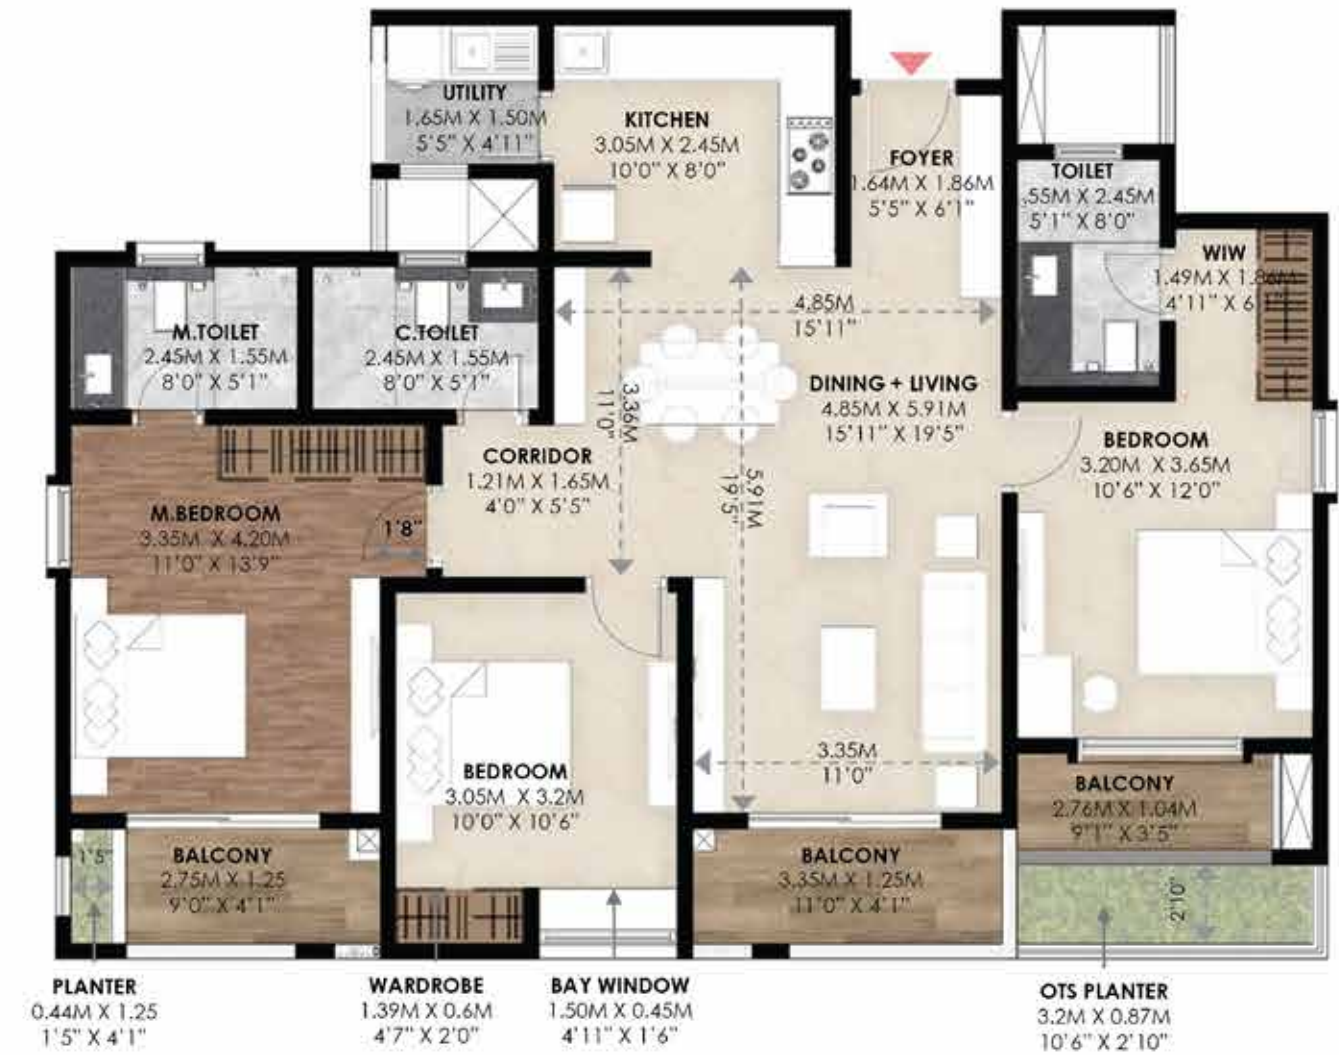 UTILITY
1.65M X 1.50M
5'5" X 4'11"
KITCHEN
3.05M X 2.45M
10'0" X 8'0"
FOYER
1.64M X 1.86M
5'5" X 6'1"
TOILET
.55M X 2.45M
5'1" X 8'0"
WIW
1.49M X 1.86M
4'11" X 6
M.TOILET
2.45M X 1.55M
8'0" X 5'1"
C.TOILET
2.45M X 1.55M
8'0" X 5'1"
4.85M
15'11"
3.36M
11'0"
DINING + LIVING
4.85M X 5.91M
15'11" X 19'5"
CORRIDOR
1.21M X 1.65M
4'0" X 5'5"
5.91M
19'5"
BEDROOM
3.20M X 3.65M
10'6" X 12'0"
M.BEDROOM
3.35M X 4.20M
11'0" X 13'9"
1'8"
BEDROOM
3.05M X 3.2M
10'0" X 10'6"
3.35M
11'0"
BALCONY
2.76M X 1.04M
9'1" X 3'5"
1'5"
BALCONY
2.75M X 1.25
9'0" X 4'1"
BALCONY
3.35M X 1.25M
11'0" X 4'1"
2'10"
PLANTER
0.44M X 1.25
1'5" X 4'1"
WARDROBE
1.39M X 0.6M
4'7" X 2'0"
BAY WINDOW
1.50M X 0.45M
4'11" X 1'6"
OTS PLANTER
3.2M X 0.87M
10'6" X 2'10"